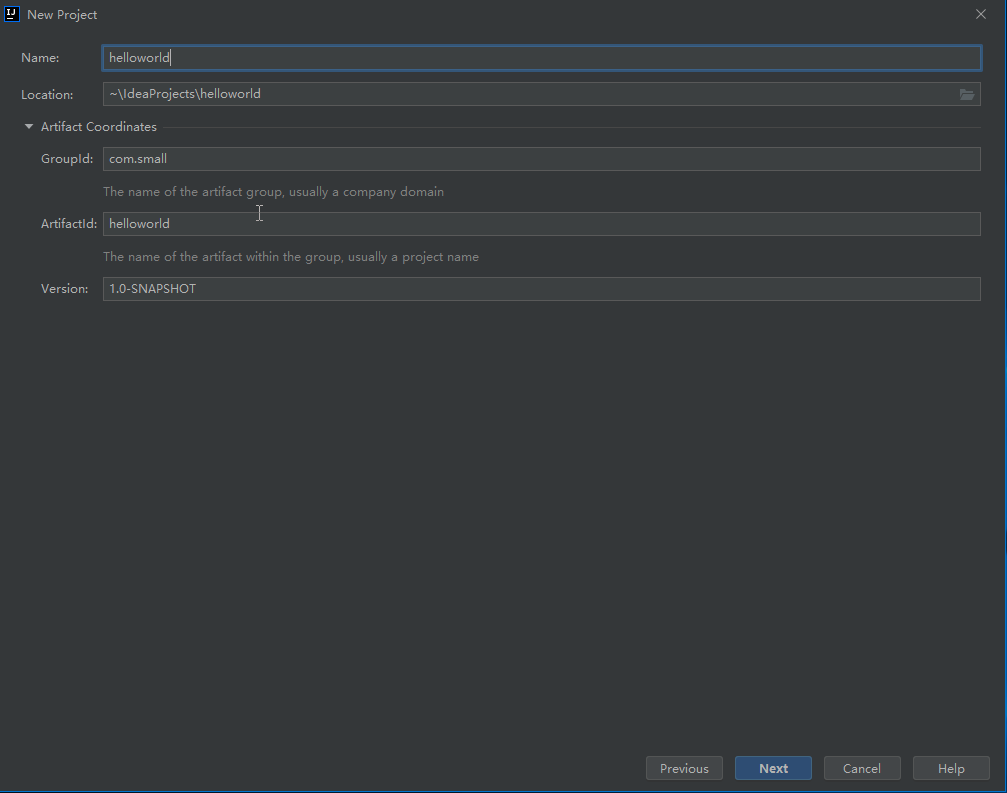 IJ New Project
Name: helloworld
Location: ~\IdeaProjects\helloworld
Artifact Coordinates
GroupId: com.small
The name of the artifact group, usually a company domain
ArtifactId: helloworld
The name of the artifact within the group, usually a project name
Version: 1.0-SNAPSHOT
Previous Next Cancel Help